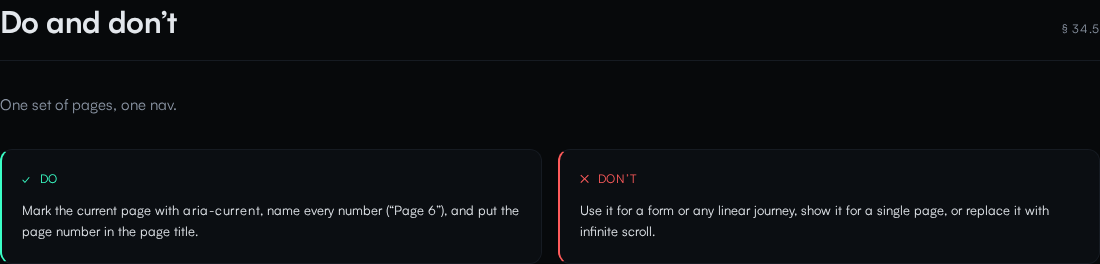 Do and don’t
§ 34.5
One set of pages, one nav.
✓ DO
Mark the current page with aria-current, name every number (“Page 6”), and put the
page number in the page title.
✕ DON’T
Use it for a form or any linear journey, show it for a single page, or replace it with
infinite scroll.